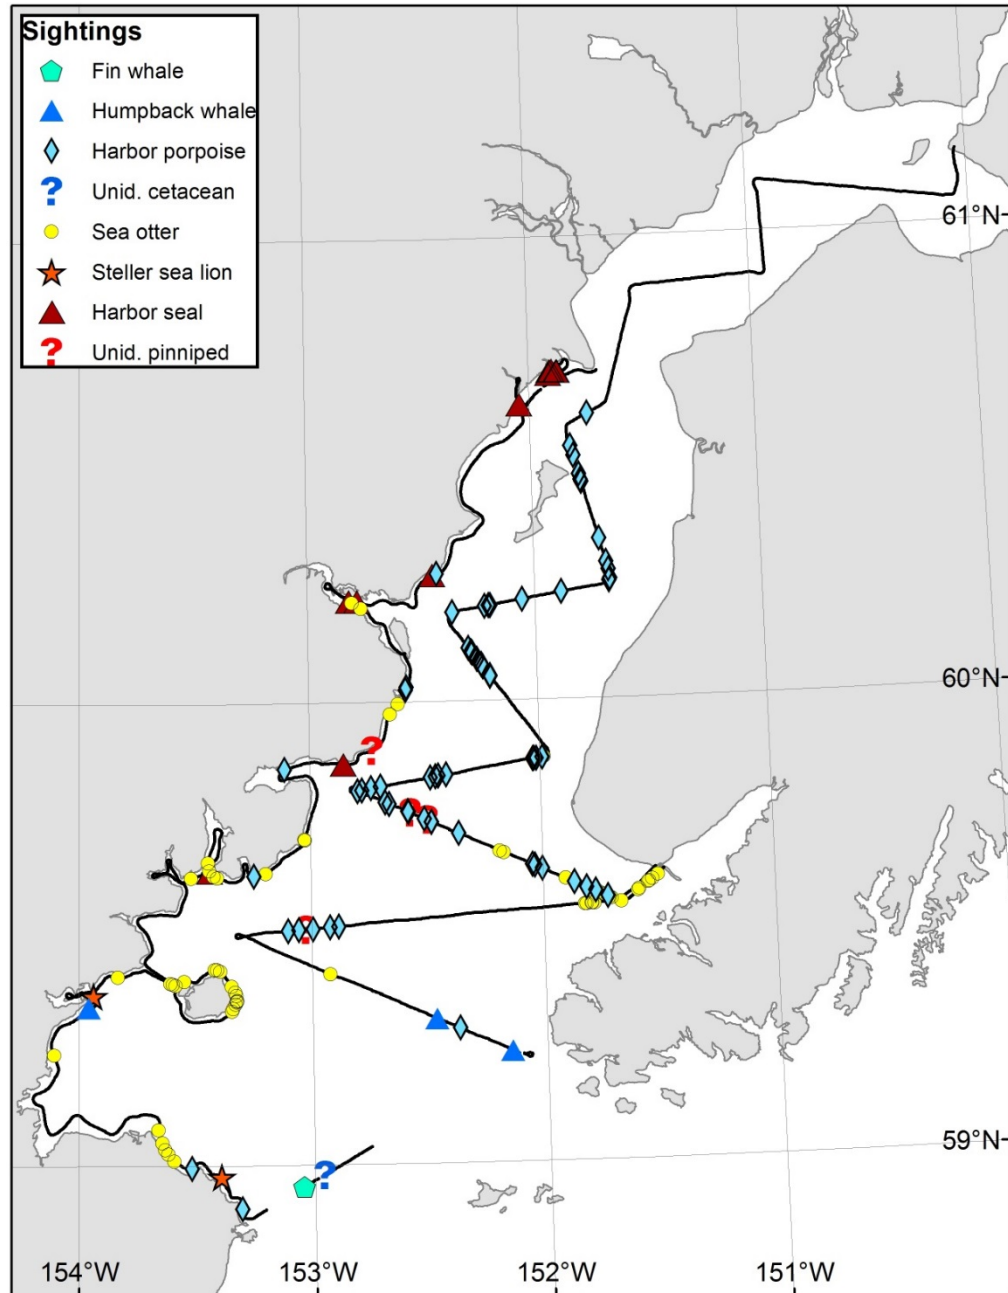 Sightings
Fin whale
Humpback whale
Harbor porpoise
? Unid. cetacean
Sea otter
Steller sea lion
Harbor seal
? Unid. pinniped
61°N
60°N
?
? ?
?
59°N
?
154°W 153°W 152°W 151°W